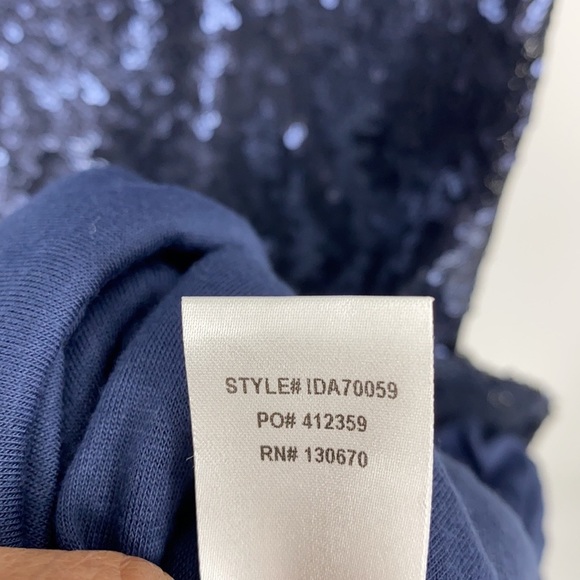 STYLE# IDA70059
PO# 412359
RN# 130670